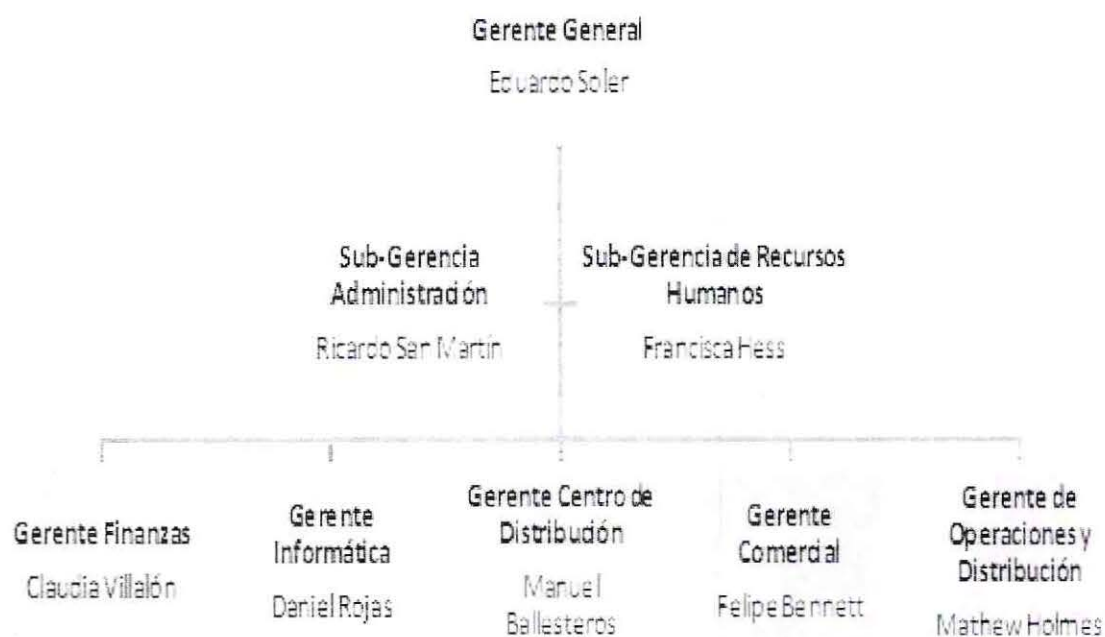 Gerente General
Eduardo Soler
Sub-Gerencia
Administración
Ricardo San Martín
Sub-Gerencia de Recursos
Humanos
Francisca Hess
Gerente Finanzas
Claudia Villalón
Gerente
Informática
Daniel Rojas
Gerente Centro de
Distribución
Manuel
Ballesteros
Gerente
Comercial
Felipe Bennett
Gerente de
Operaciones y
Distribución
Mathew Holmes